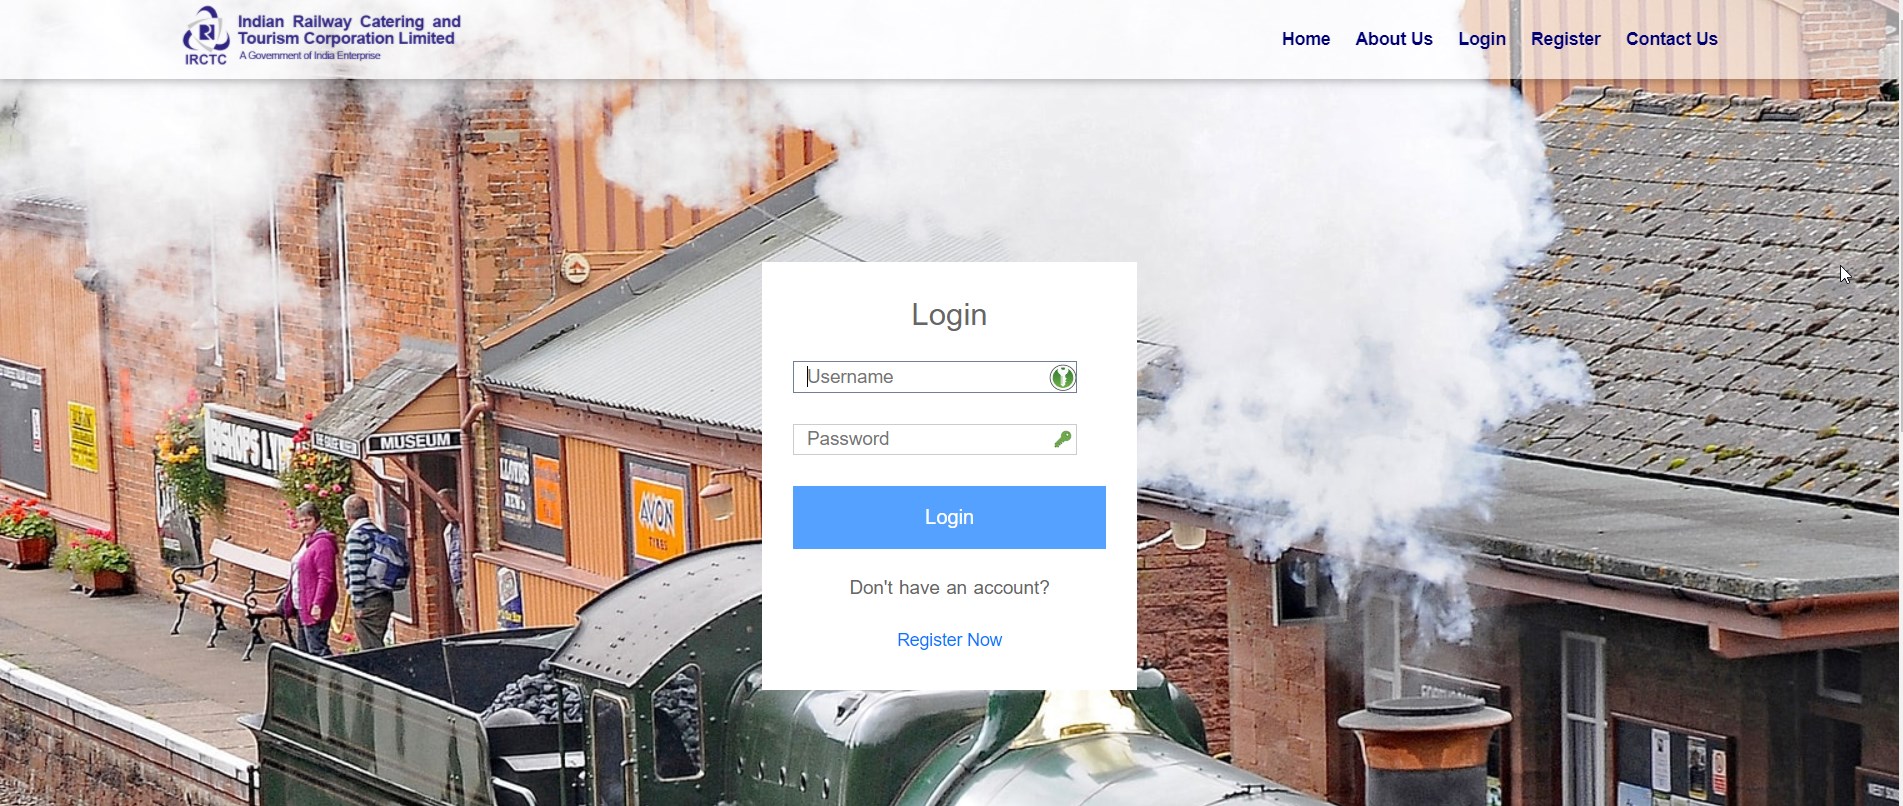 Indian Railway Catering and
Tourism Corporation Limited
A Government of India Enterprise
IRCTC
Home About Us Login Register Contact Us
Login
Username
Password
Login
Don't have an account?
Register Now
MUSEUM
AVON
TYRES